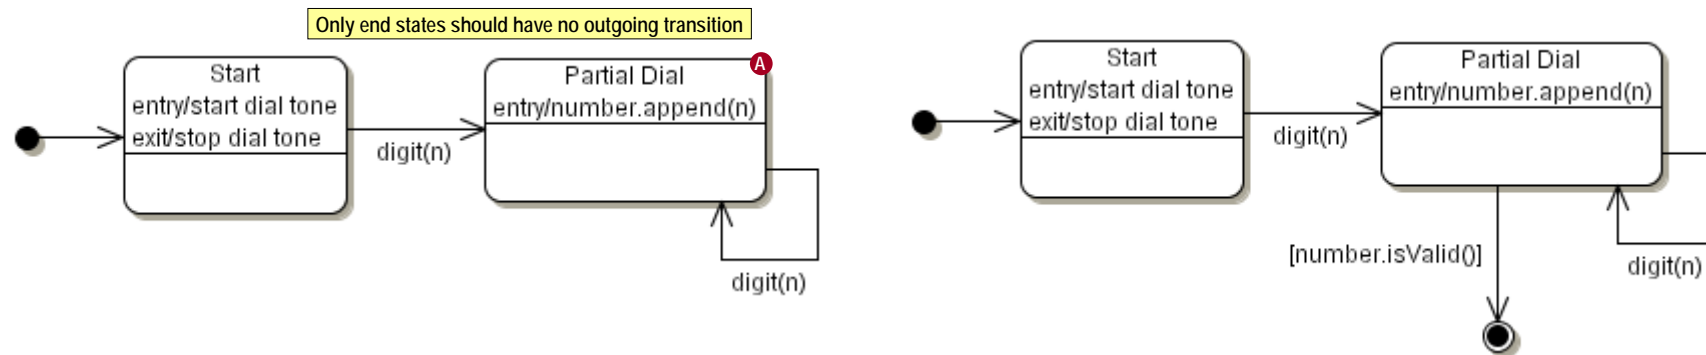 Only end states should have no outgoing transition
A
Start
entry/start dial tone
exit/stop dial tone
digit(n)
Partial Dial
entry/number.append(n)
digit(n)
Start
entry/start dial tone
exit/stop dial tone
digit(n)
Partial Dial
entry/number.append(n)
[number.isValid()]
digit(n)